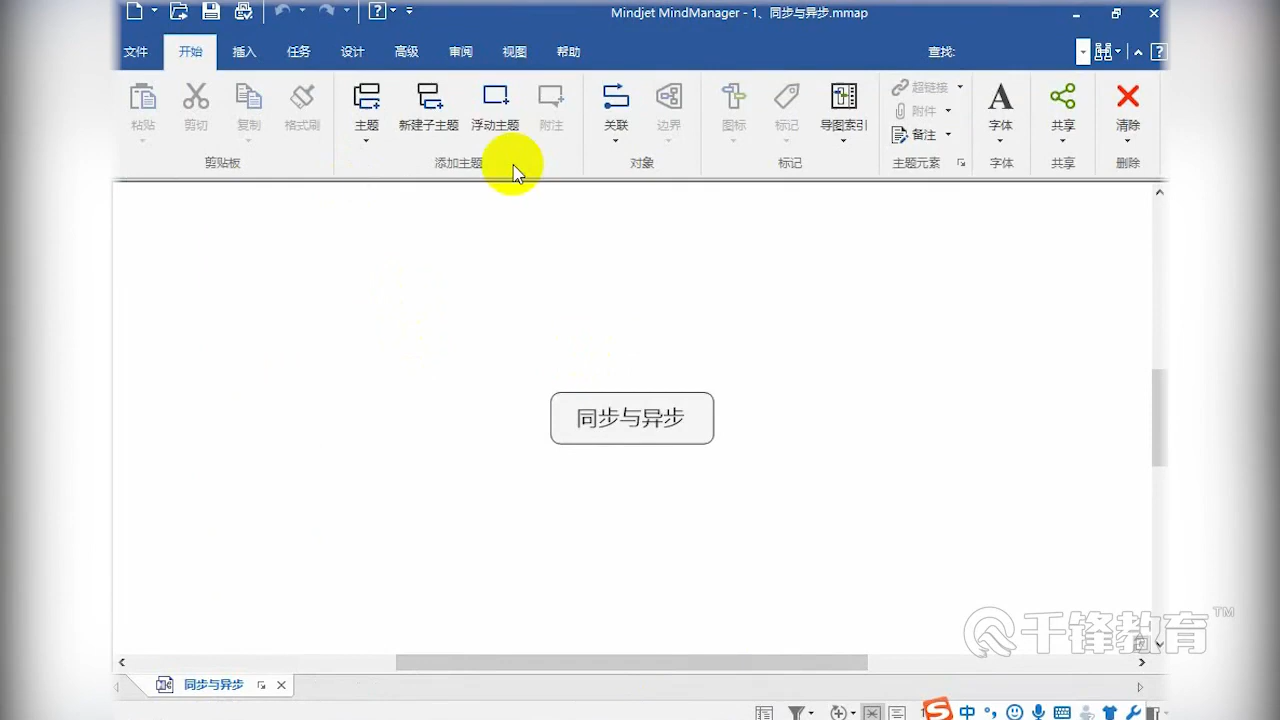 Mindjet MindManager - 1、同步与异步.mmap
文件 开始 插入 任务 设计 高级 审阅 视图 帮助 查找:
粘贴 剪切 复制 格式刷 主题 新建子主题 浮动主题 附注 关联 边界 图标 标记 导图索引 超链接 附件 备注 字体 共享 清除
剪贴板 添加主题 对象 标记 主题元素 字体 共享 删除
同步与异步
千锋教育™
同步与异步
中